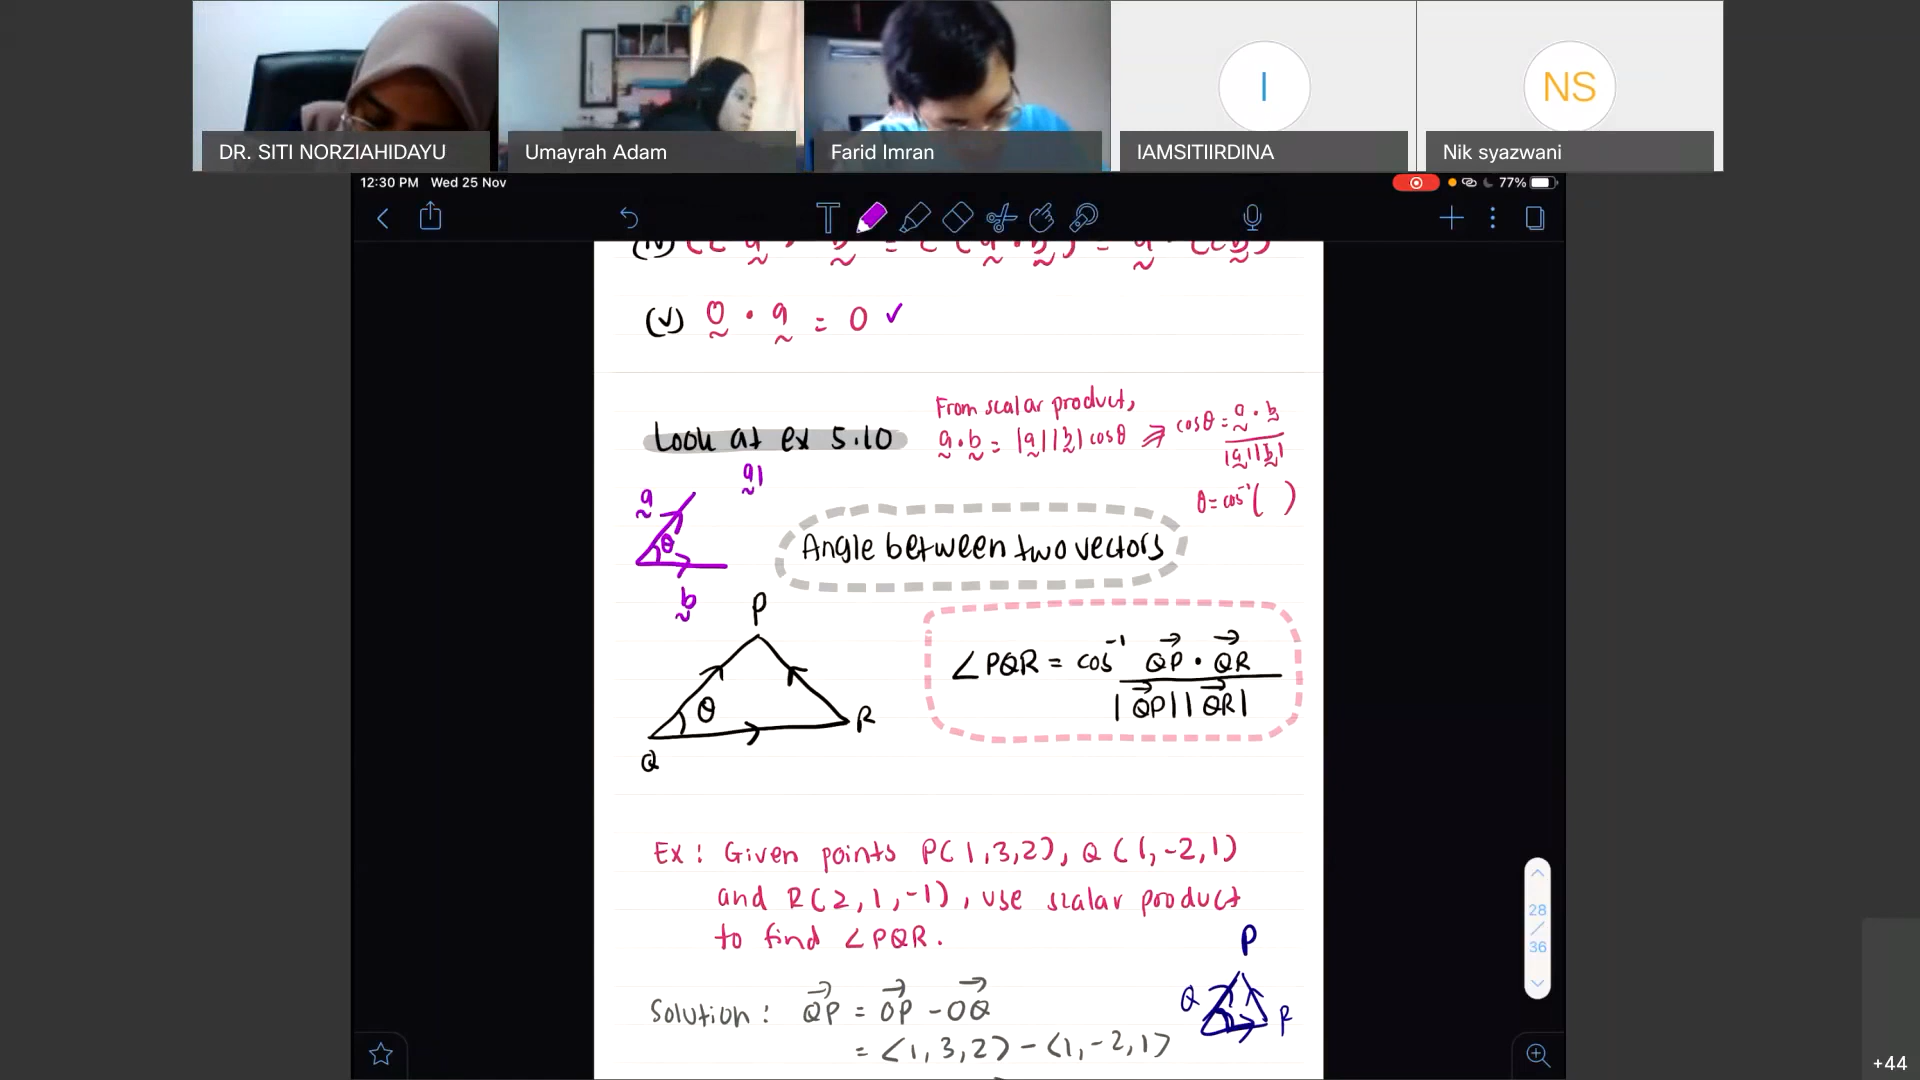 DR. SITI NORZIAHIDAYU
Umayrah Adam
Farid Imran
I
IAMSITIIRDINA
NS
Nik syazwani
12:30 PM Wed 25 Nov
77%
(v) 0 · a = 0 ✓
Look at ex 5.10
From scalar product,
a · b = |a||b| cosθ ⇒ cosθ = a · b / |a||b|
θ = cos⁻¹( )
a|
a
θ
b
Angle between two vectors
P
θ
R
Q
∠PQR = cos⁻¹ QP · QR
|QP||QR|
Ex : Given points P(1,3,2), Q(1,-2,1)
and R(2,1,-1), use scalar product
to find ∠PQR.
P
Q
R
Solution : QP = OP - OQ
= <1,3,2> - <1,-2,1>
28
/
36
+44